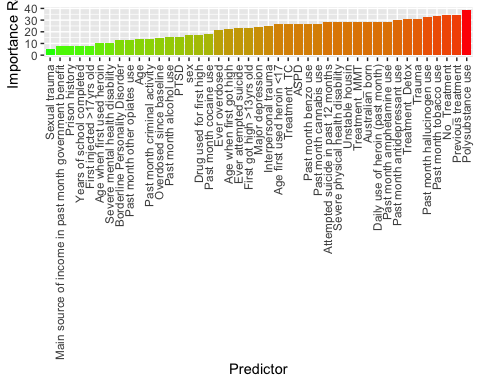 Importance R
40
30
20
10
0
Sexual trauma
Main source of income in past month government benefit
Prison history
Years of school completed
First injected >17yrs old
Age when first used heroin
Severe mental health disability
Borderline Personality Disorder
Past month other opiates use
Age
Past month criminal activity
Overdosed since baseline
Past month alcohol use
PTSD
sex
Drug used for first high
Past month cocaine use
Ever overdosed
Age when first got high
Ever attempted suicide
First got high >13yrs old
Major depression
Interpersonal trauma
Age first used heroin <17
Treatment_TC
ASPD
Past month benzo use
Past month cannabis use
Attempted suicide in past 12 months
Severe physical health disability
Unstable housing
Treatment_MMT
Australian born
Daily use of heroin (past month)
Past month amphetamine use
Past month antidepressant use
Treatment_Detox
Trauma
Past month hallucinogen use
Past month tobacco use
No_Treatment
Previous treatment
Polysubstance use
Predictor